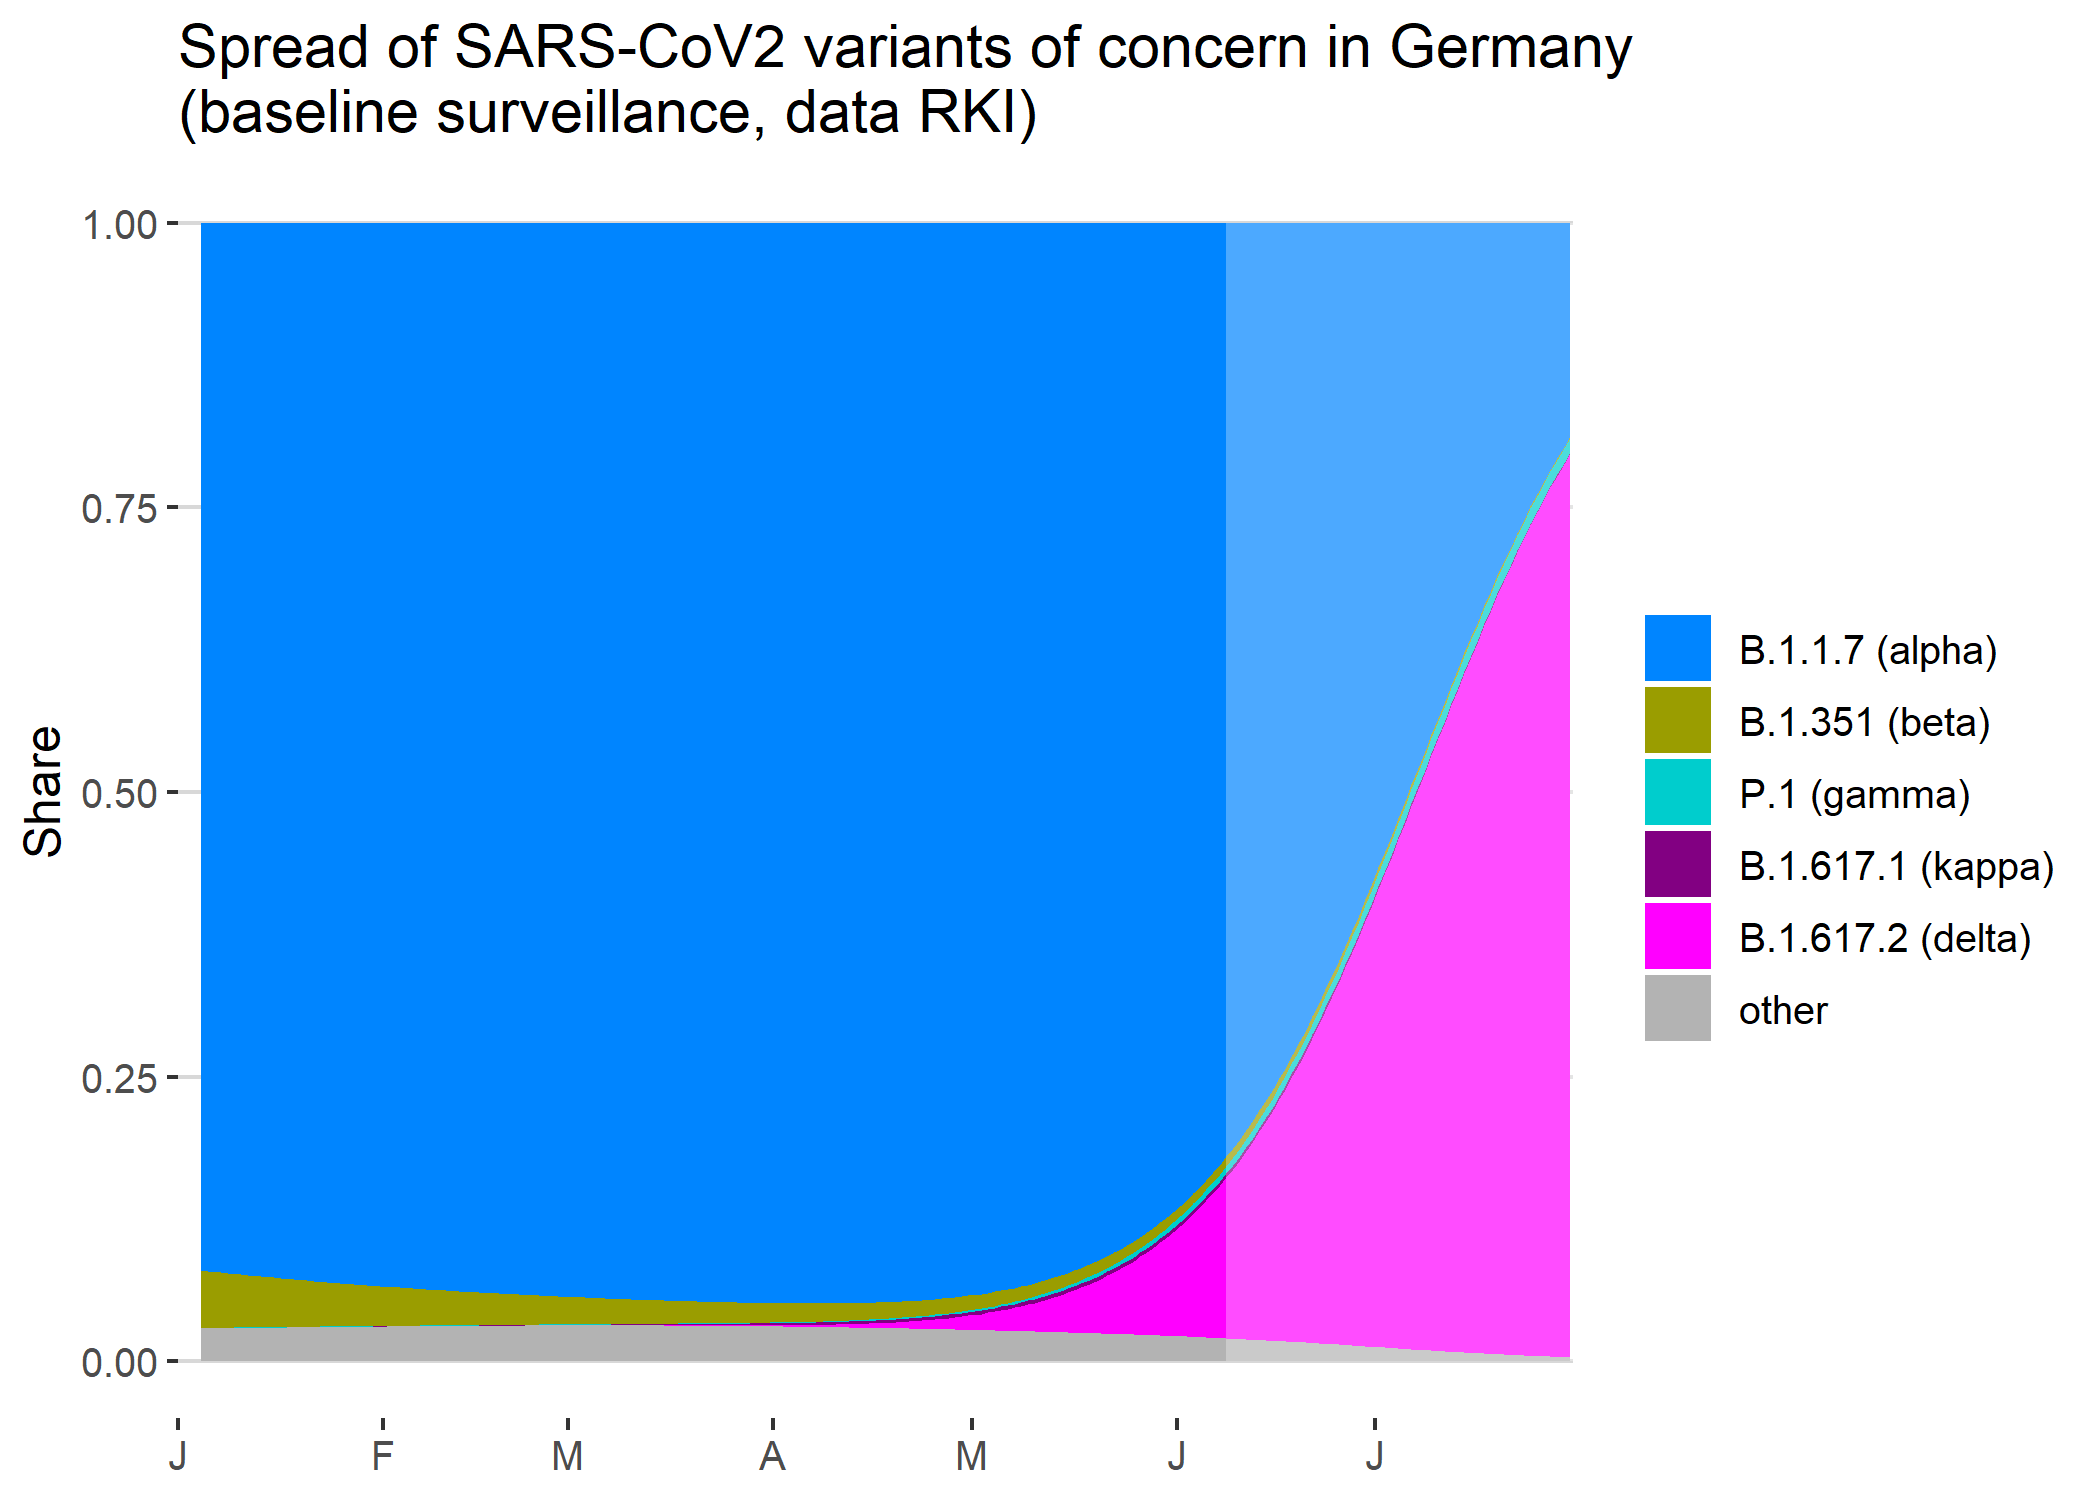 Spread of SARS-CoV2 variants of concern in Germany
(baseline surveillance, data RKI)
1.00
0.75
0.50
0.25
0.00
Share
J F M A M J J
B.1.1.7 (alpha)
B.1.351 (beta)
P.1 (gamma)
B.1.617.1 (kappa)
B.1.617.2 (delta)
other